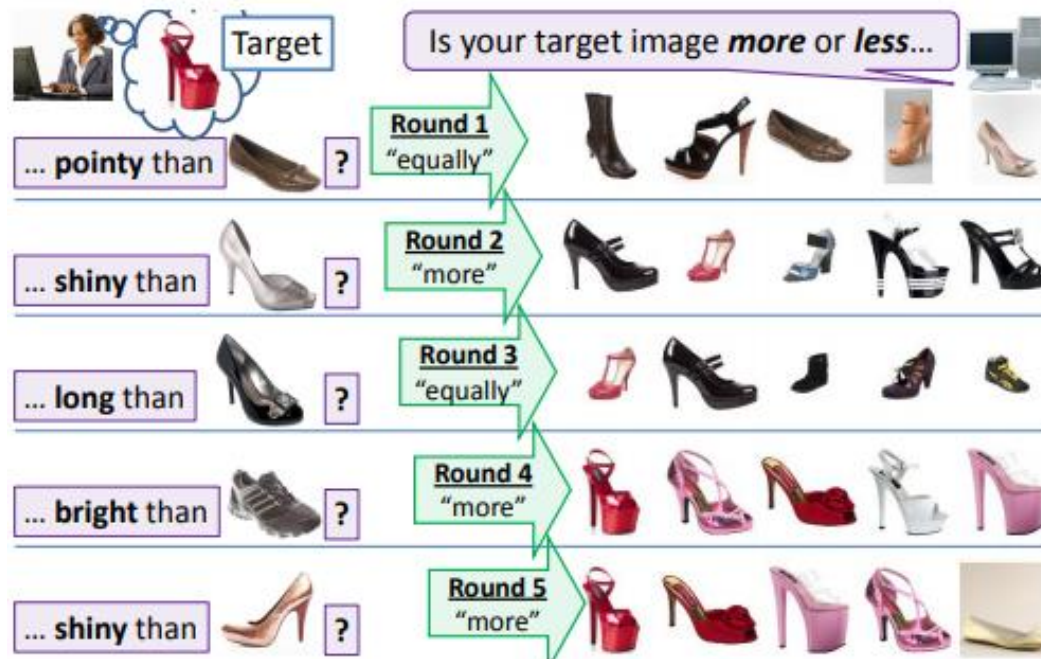 Target
Is your target image more or less...
... pointy than ?
Round 1
“equally”
... shiny than ?
Round 2
“more”
... long than ?
Round 3
“equally”
... bright than ?
Round 4
“more”
... shiny than ?
Round 5
“more”